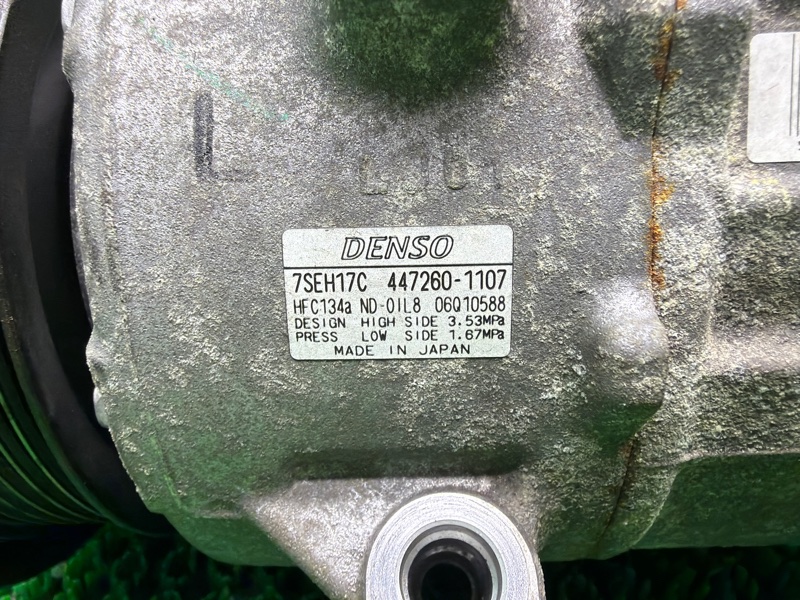 L
DENSO
7SEH17C 447260-1107
HFC134a ND-OIL8 06Q10588
DESIGN HIGH SIDE 3.53MPa
PRESS LOW SIDE 1.67MPa
MADE IN JAPAN